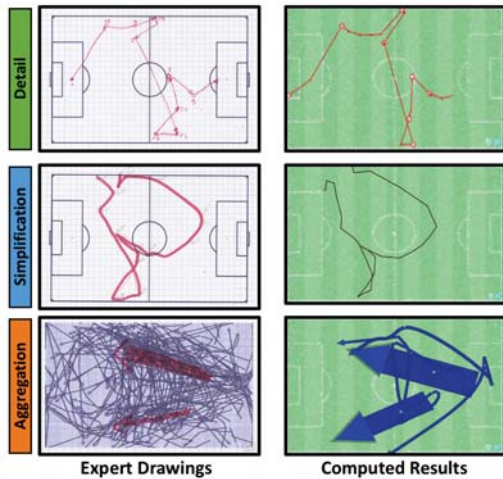 Detail
Simplification
Aggregation
Expert Drawings
Computed Results